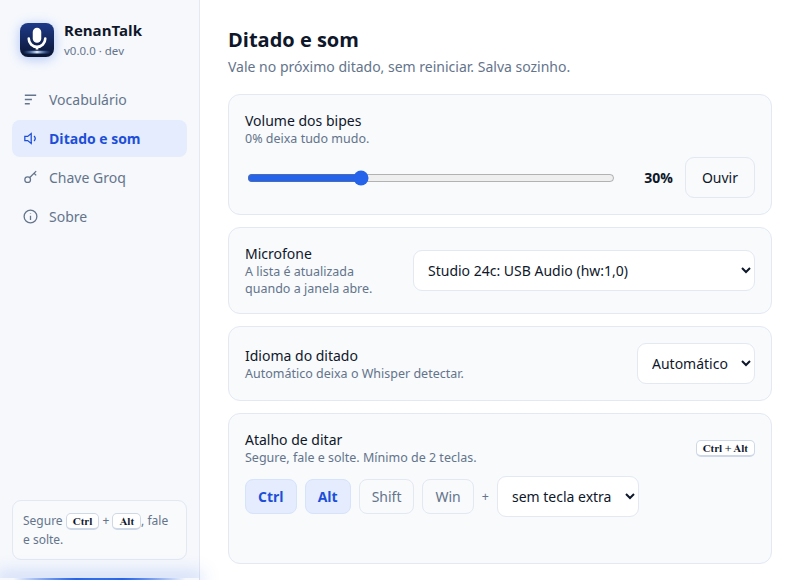 RenanTalk
v0.0.0 · dev
Vocabulário
Ditado e som
Chave Groq
Sobre
Segure Ctrl + Alt, fale
e solte.
Ditado e som
Vale no próximo ditado, sem reiniciar. Salva sozinho.
Volume dos bipes
0% deixa tudo mudo.
30% Ouvir
Microfone
A lista é atualizada
quando a janela abre.
Studio 24c: USB Audio (hw:1,0)
Idioma do ditado
Automático deixa o Whisper detectar.
Automático
Atalho de ditar
Segure, fale e solte. Mínimo de 2 teclas.
Ctrl + Alt
Ctrl Alt Shift Win + sem tecla extra